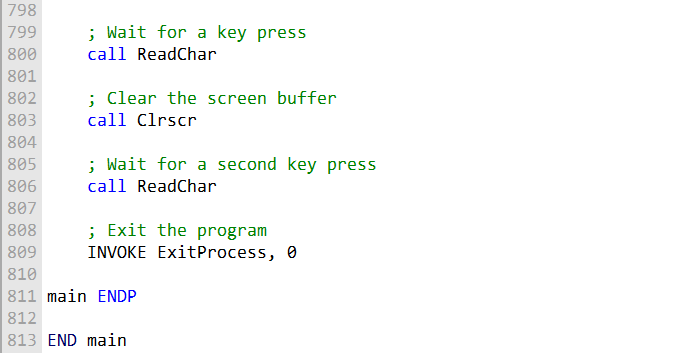 798
799 ; Wait for a key press
800 call ReadChar
801
802 ; Clear the screen buffer
803 call Clrscr
804
805 ; Wait for a second key press
806 call ReadChar
807
808 ; Exit the program
809 INVOKE ExitProcess, 0
810
811 main ENDP
812
813 END main